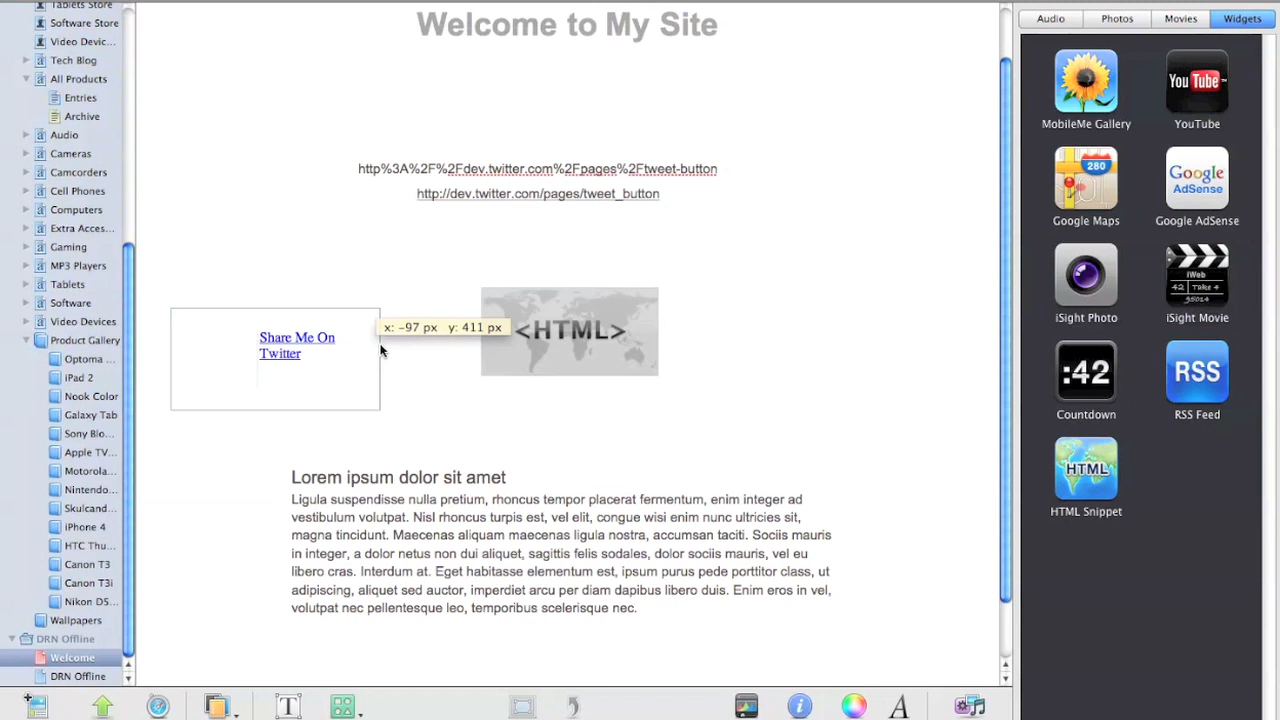 Tablets Store
Software Store
Video Devic...
Tech Blog
All Products
Entries
Archive
Audio
Cameras
Camcorders
Cell Phones
Computers
Extra Acces...
Gaming
MP3 Players
Tablets
Software
Video Devices
Product Gallery
Optoma ...
iPad 2
Nook Color
Galaxy Tab
Sony Blo...
Apple TV...
Motorola...
Nintendo...
Skulcand...
iPhone 4
HTC Thu...
Canon T3
Canon T3i
Nikon D5...
Wallpapers
DRN Offline
Welcome
DRN Offline
Welcome to My Site
http%3A%2F%2Fdev.twitter.com%2Fpages%2Ftweet-button
http://dev.twitter.com/pages/tweet_button
Share Me On
Twitter
x: -97 px y: 411 px
<HTML>
Lorem ipsum dolor sit amet
Ligula suspendisse nulla pretium, rhoncus tempor placerat fermentum, enim integer ad
vestibulum volutpat. Nisl rhoncus turpis est, vel elit, congue wisi enim nunc ultricies sit,
magna tincidunt. Maecenas aliquam maecenas ligula nostra, accumsan taciti. Sociis mauris
in integer, a dolor netus non dui aliquet, sagittis felis sodales, dolor sociis mauris, vel eu
libero cras. Interdum at. Eget habitasse elementum est, ipsum purus pede porttitor class, ut
adipiscing, aliquet sed auctor, imperdiet arcu per diam dapibus libero duis. Enim eros in vel,
volutpat nec pellentesque leo, temporibus scelerisque nec.
T
A
Audio
Photos
Movies
Widgets
MobileMe Gallery
You Tube
YouTube
280
Google Maps
Google
AdSense
Google AdSense
iSight Photo
iWeb
42 TAKE 4
iSight Movie
:42
Countdown
RSS
RSS Feed
HTML
HTML Snippet